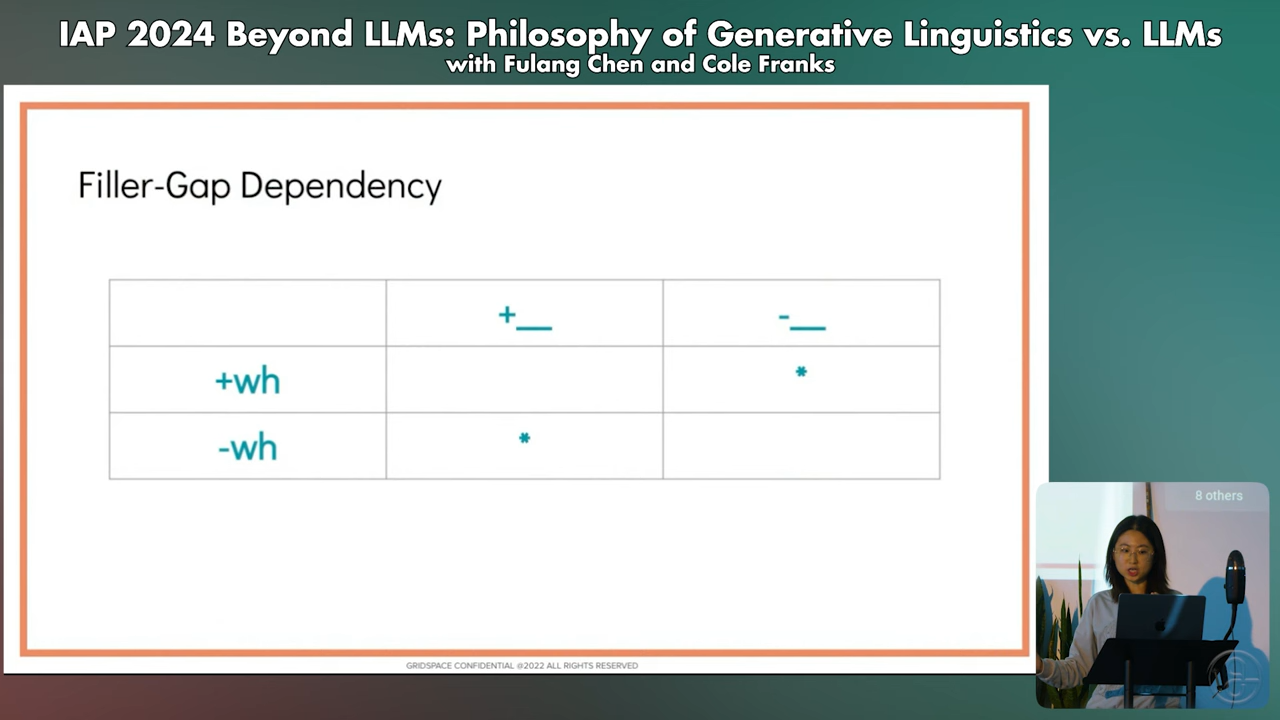 IAP 2024 Beyond LLMs: Philosophy of Generative Linguistics vs. LLMs
with Fulang Chen and Cole Franks
Filler-Gap Dependency
+__ -__
+wh *
-wh *
8 others
GRIDSPACE CONFIDENTIAL @2022 ALL RIGHTS RESERVED